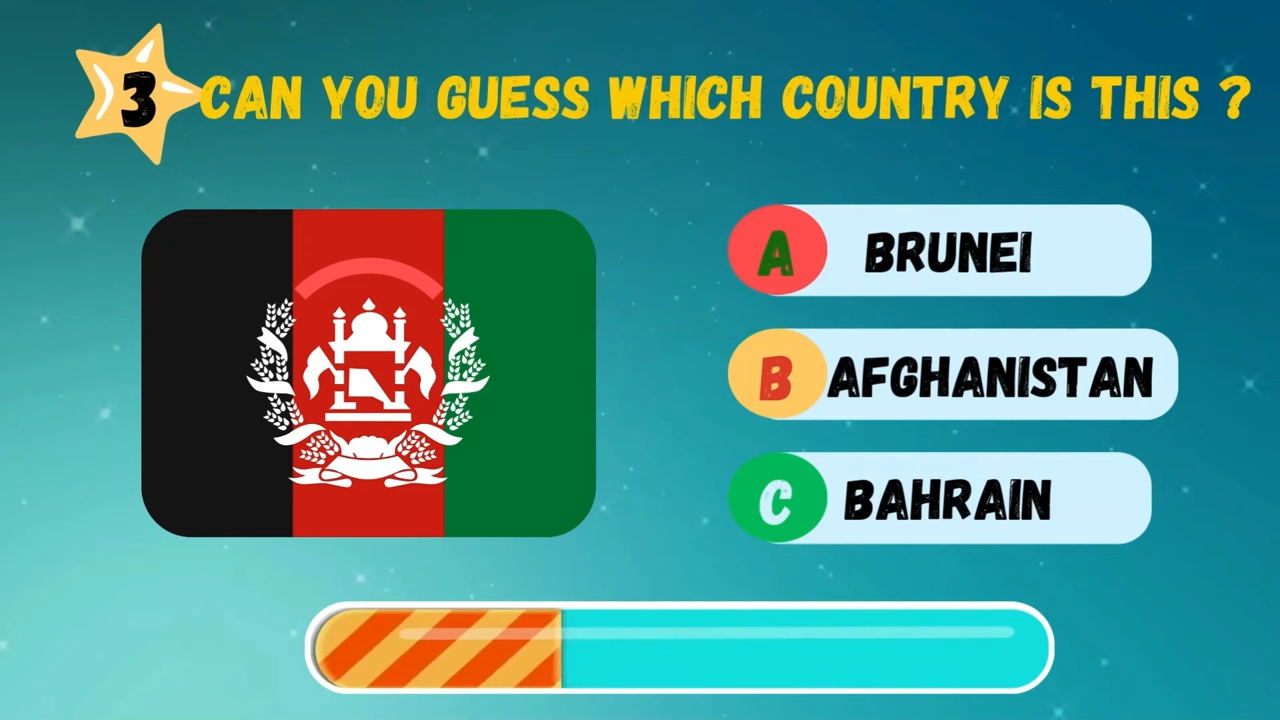 3
CAN YOU GUESS WHICH COUNTRY IS THIS ?
A BRUNEI
B AFGHANISTAN
C BAHRAIN